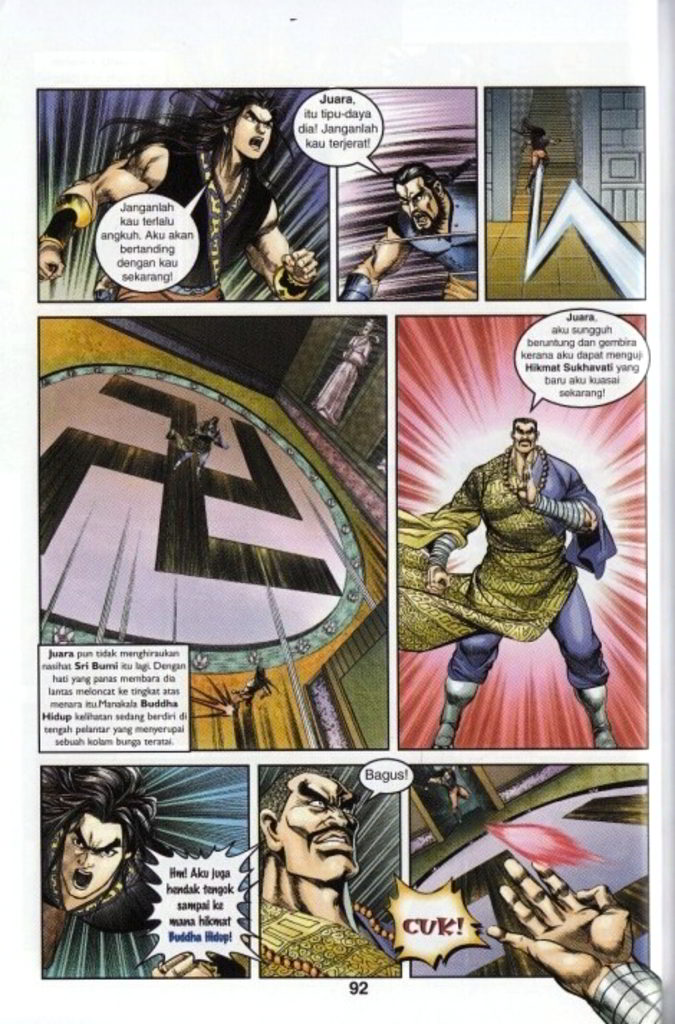 Janganlah
kau terlalu
angkuh. Aku akan
bertanding
dengan kau
sekarang!
Juara,
itu tipu-daya
dia! Janganlah
kau terjerat!
Juara pun tidak menghiraukan
nasihat Sri Bumi itu lagi. Dengan
hati yang panas membara dia
lantas meloncat ke tingkat atas
menara itu.Manakala Buddha
Hidup kelihatan sedang berdiri di
tengah pelantar yang menyerupai
sebuah kolam bunga teratai.
Juara,
aku sungguh
beruntung dan gembira
kerana aku dapat menguji
Hikmat Sukhavati yang
baru aku kuasai
sekarang!
Hm! Aku juga
hendak tengok
sampai ke
mana hikmat
Buddha Hidup!
Bagus!
CUK!
92